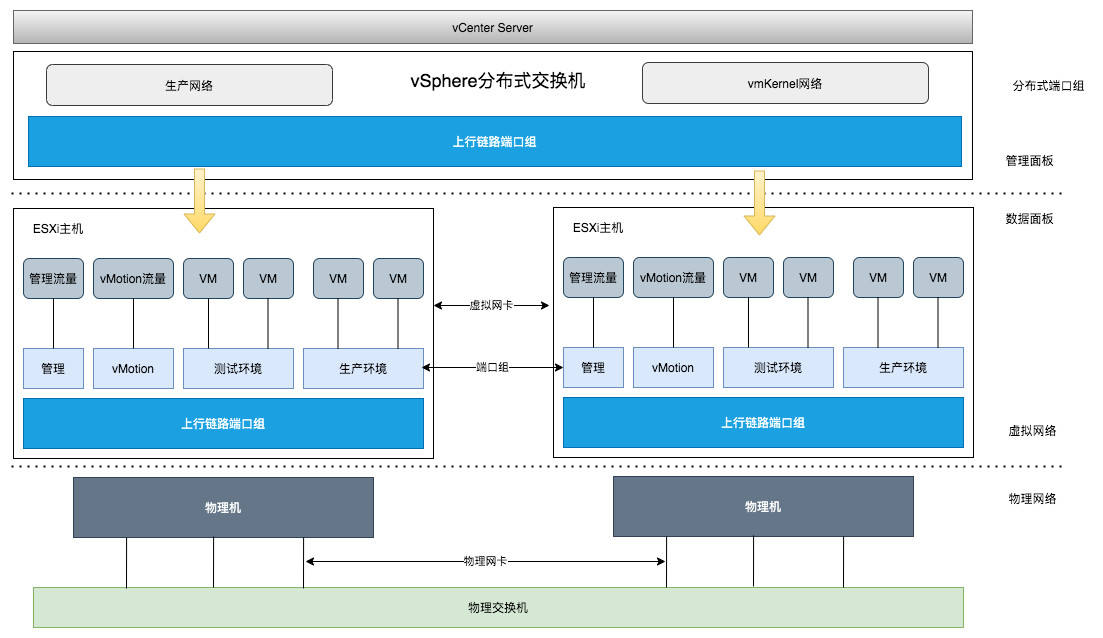 vCenter Server
vSphere分布式交换机
生产网络
vmKernel网络
分布式端口组
上行链路端口组
管理面板
数据面板
ESXi主机
ESXi主机
管理流量
vMotion流量
VM
VM
VM
VM
管理流量
vMotion流量
VM
VM
VM
VM
虚拟网卡
管理
vMotion
测试环境
生产环境
端口组
管理
vMotion
测试环境
生产环境
上行链路端口组
上行链路端口组
虚拟网络
物理网络
物理机
物理机
物理网卡
物理交换机